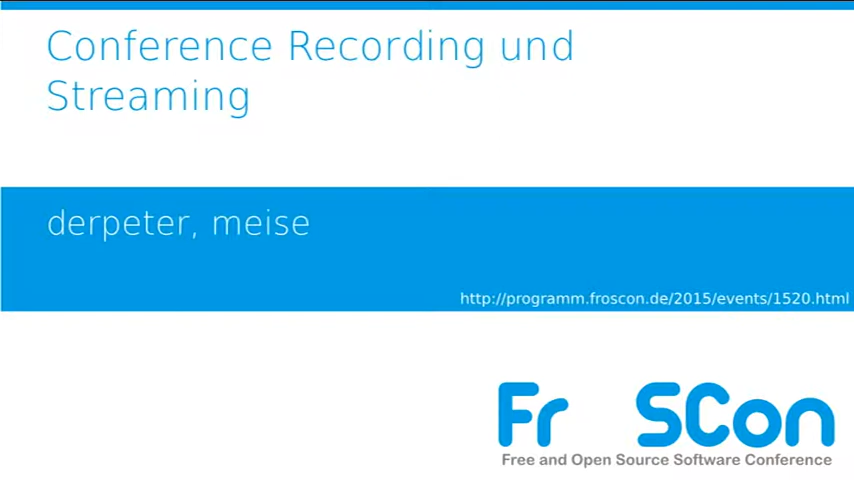 Conference Recording und
Streaming
derpeter, meise
http://programm.froscon.de/2015/events/1520.html
Fr SCon
Free and Open Source Software Conference